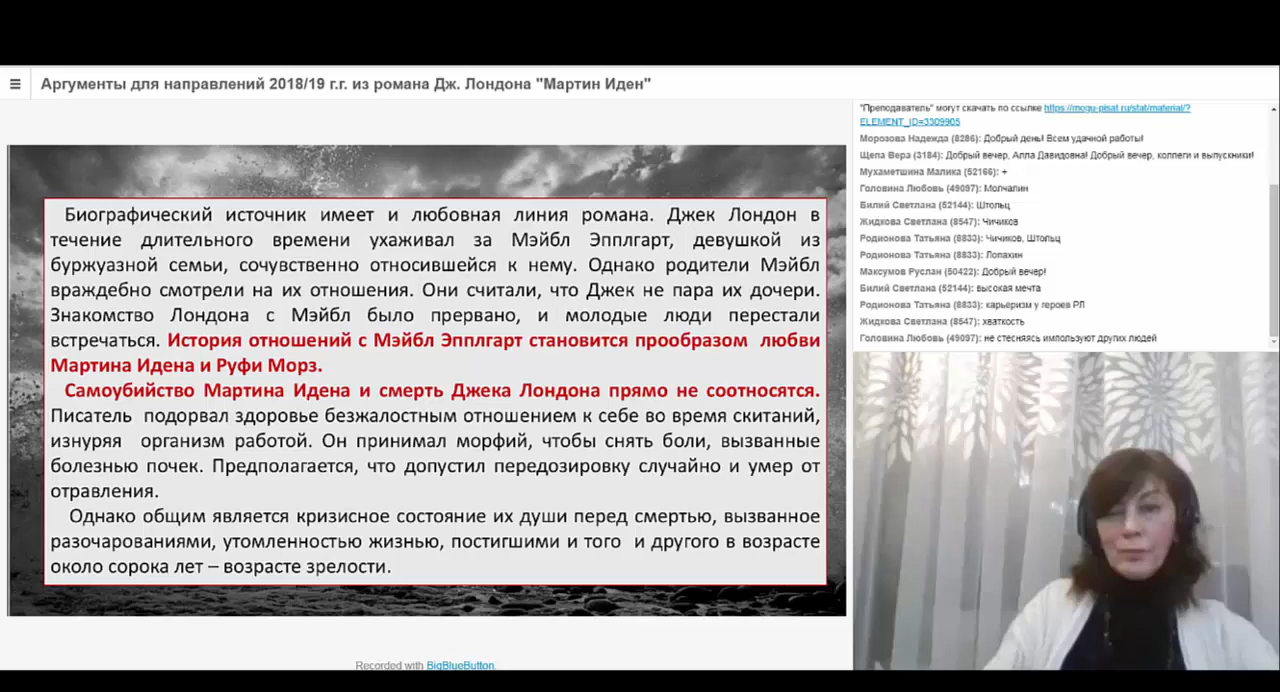 Аргументы для направлений 2018/19 г.г. из романа Дж. Лондона "Мартин Иден"
Биографический источник имеет и любовная линия романа. Джек Лондон в
течение длительного времени ухаживал за Мэйбл Эпплгарт, девушкой из
буржуазной семьи, сочувственно относившейся к нему. Однако родители Мэйбл
враждебно смотрели на их отношения. Они считали, что Джек не пара их дочери.
Знакомство Лондона с Мэйбл было прервано, и молодые люди перестали
встречаться. История отношений с Мэйбл Эпплгарт становится прообразом любви
Мартина Идена и Руфи Морз.
Самоубийство Мартина Идена и смерть Джека Лондона прямо не соотносятся.
Писатель подорвал здоровье безжалостным отношением к себе во время скитаний,
изнуряя организм работой. Он принимал морфий, чтобы снять боли, вызванные
болезнью почек. Предполагается, что допустил передозировку случайно и умер от
отравления.
Однако общим является кризисное состояние их души перед смертью, вызванное
разочарованиями, утомленностью жизнью, постигшими и того и другого в возрасте
около сорока лет – возрасте зрелости.
Recorded with BigBlueButton.
"Преподаватель" могут скачать по ссылке https://mogu-pisat.ru/stat/material/?
ELEMENT_ID=3309905
Морозова Надежда (8286): Добрый день! Всем удачной работы!
Щепа Вера (3184): Добрый вечер, Алла Давидовна! Добрый вечер, коллеги и выпускники!
Мухаметшина Малика (52166): +
Головина Любовь (49097): Молчалин
Билий Светлана (52144): Штольц
Жидкова Светлана (8547): Чичиков
Родионова Татьяна (8833): Чичиков, Штольц
Родионова Татьяна (8833): Лопахин
Максумов Руслан (50422): Добрый вечер!
Билий Светлана (52144): высокая мечта
Родионова Татьяна (8833): карьеризм у героев РЛ
Жидкова Светлана (8547): хваткость
Головина Любовь (49097): не стесняясь импользуют других людей